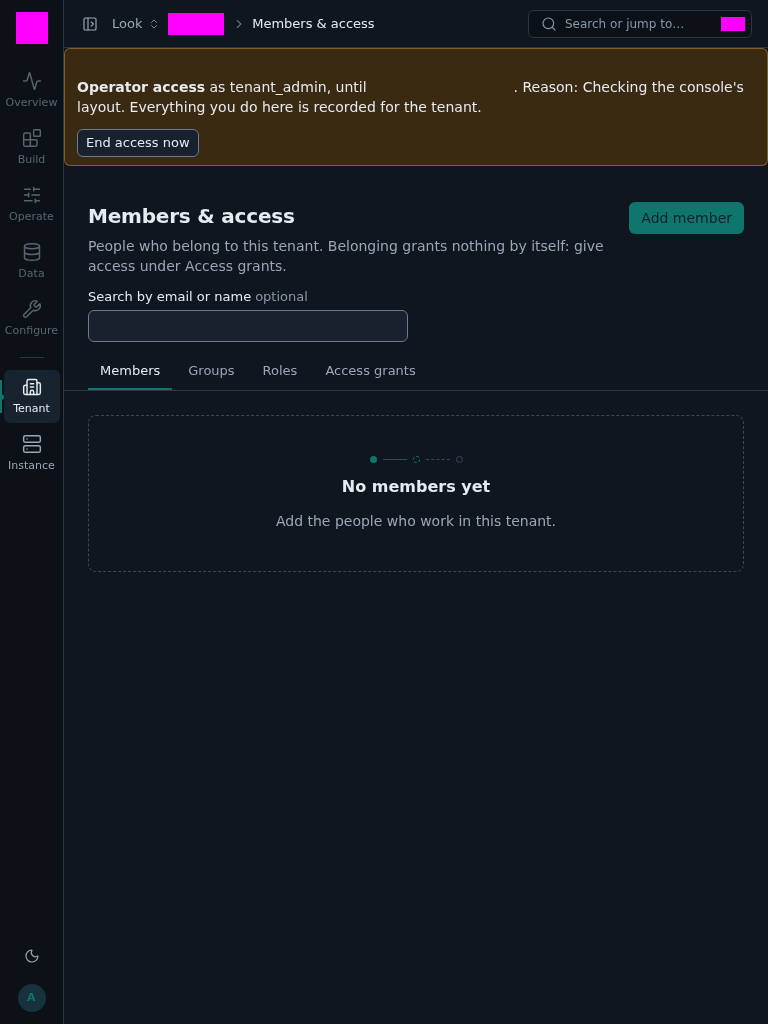 Look
Members & access
Search or jump to…
Overview
Build
Operate
Data
Configure
Tenant
Instance
A
Operator access as tenant_admin, until . Reason: Checking the console's
layout. Everything you do here is recorded for the tenant.
End access now
Members & access
Add member
People who belong to this tenant. Belonging grants nothing by itself: give
access under Access grants.
Search by email or name optional
Members Groups Roles Access grants
No members yet
Add the people who work in this tenant.